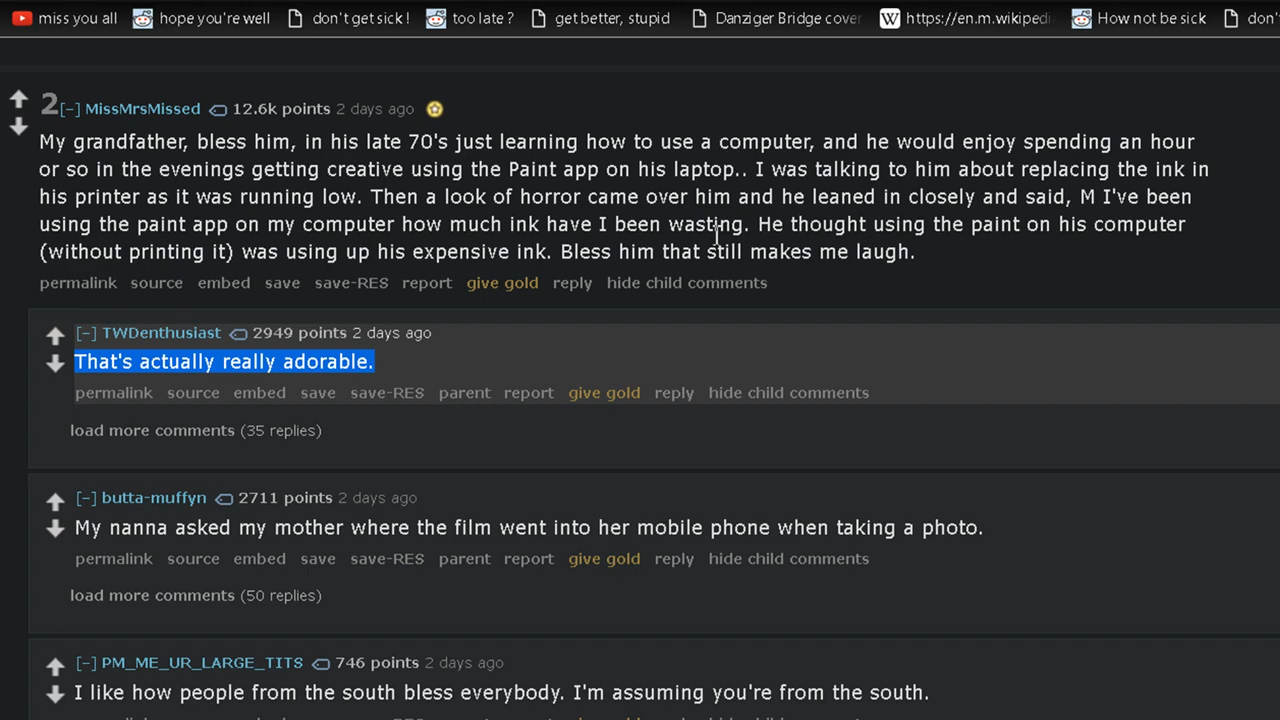 miss you all hope you're well don't get sick ! too late ? get better, stupid Danziger Bridge cover W https://en.m.wikipedi How not be sick don'
2 [-] MissMrsMissed 12.6k points 2 days ago
My grandfather, bless him, in his late 70's just learning how to use a computer, and he would enjoy spending an hour
or so in the evenings getting creative using the Paint app on his laptop.. I was talking to him about replacing the ink in
his printer as it was running low. Then a look of horror came over him and he leaned in closely and said, M I've been
using the paint app on my computer how much ink have I been wasting. He thought using the paint on his computer
(without printing it) was using up his expensive ink. Bless him that still makes me laugh.
permalink source embed save save-RES report give gold reply hide child comments
[-] TWDenthusiast 2949 points 2 days ago
That's actually really adorable.
permalink source embed save save-RES parent report give gold reply hide child comments
load more comments (35 replies)
[-] butta-muffyn 2711 points 2 days ago
My nanna asked my mother where the film went into her mobile phone when taking a photo.
permalink source embed save save-RES parent report give gold reply hide child comments
load more comments (50 replies)
[-] PM_ME_UR_LARGE_TITS 746 points 2 days ago
I like how people from the south bless everybody. I'm assuming you're from the south.